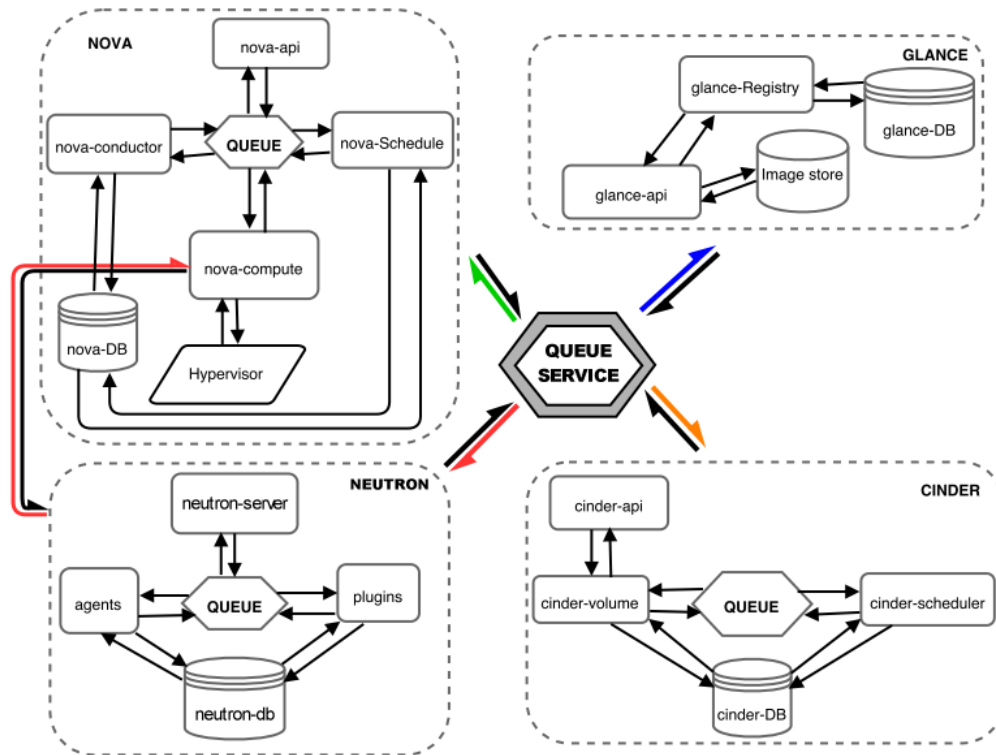 NOVA
nova-api
nova-conductor
QUEUE
nova-Schedule
nova-compute
nova-DB
Hypervisor
GLANCE
glance-Registry
glance-DB
Image store
glance-api
QUEUE
SERVICE
NEUTRON
neutron-server
agents
QUEUE
plugins
neutron-db
CINDER
cinder-api
cinder-volume
QUEUE
cinder-scheduler
cinder-DB